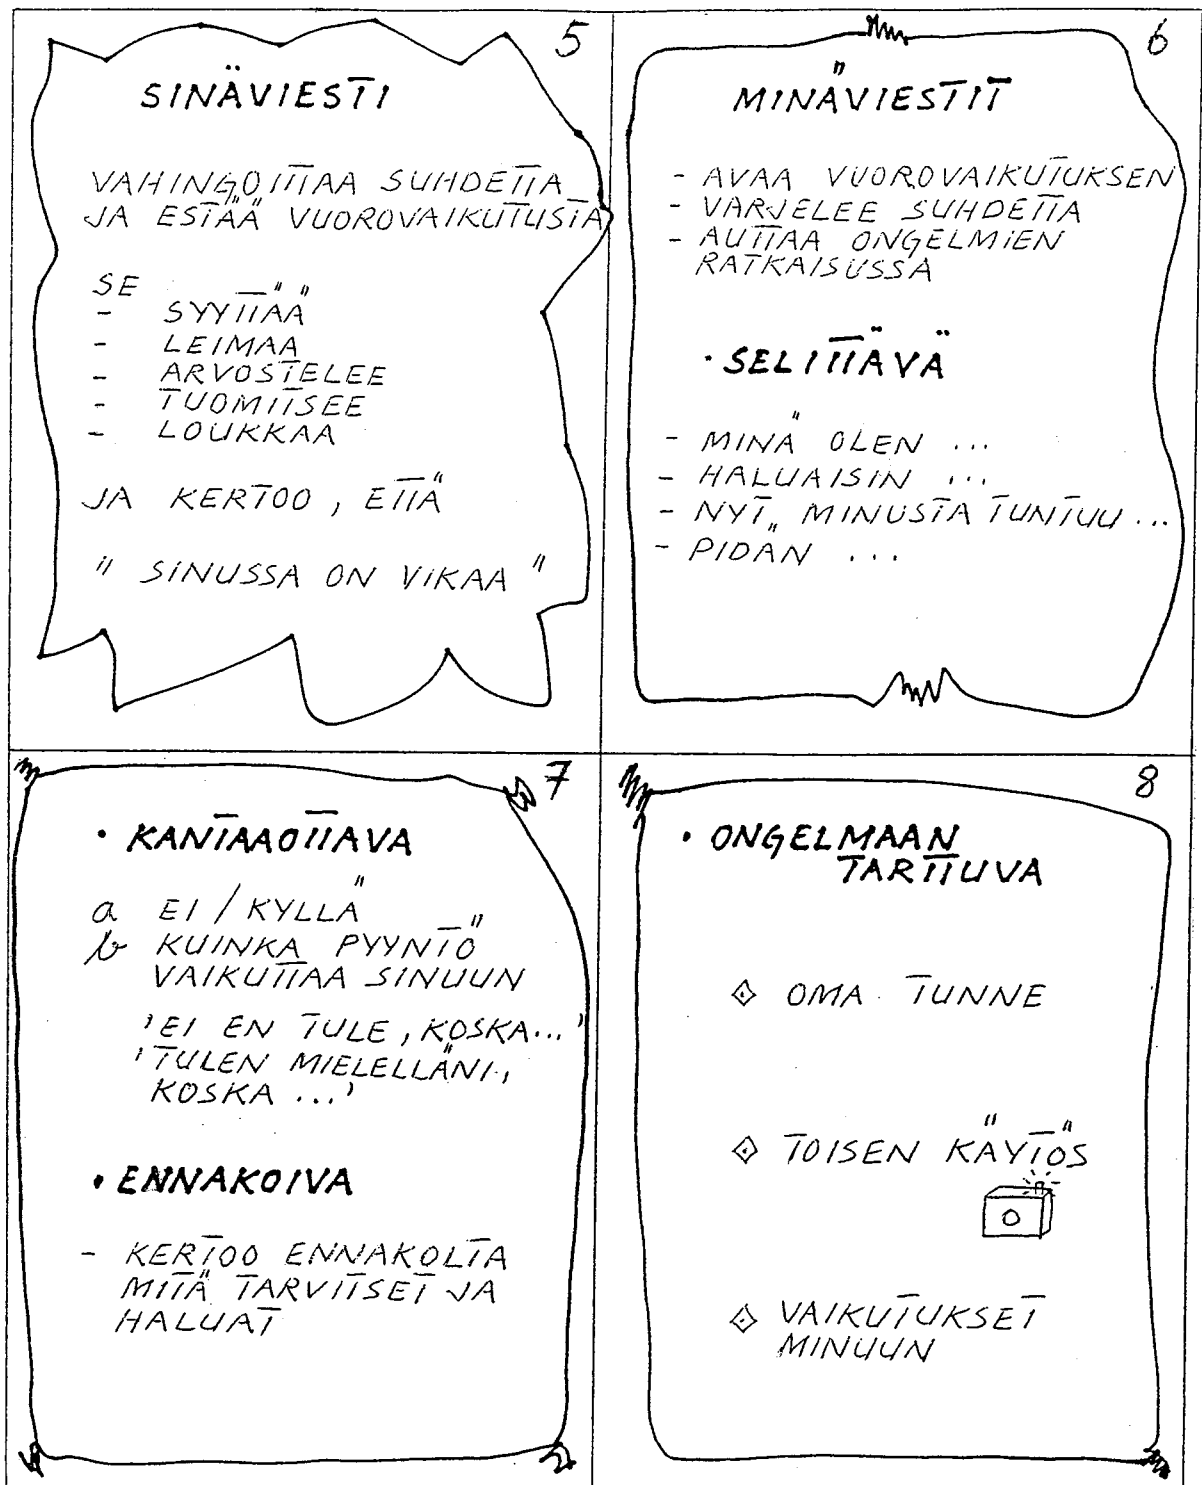 5
SINÄVIESTI
VAHINGOITTAA SUHDETTA
JA ESTÄÄ VUOROVAIKUTUSTA
SE
- SYYTTÄÄ
- LEIMAA
- ARVOSTELEE
- TUOMITSEE
- LOUKKAA
JA KERTOO, ETTÄ
" SINUSSA ON VIKAA "
6
MINÄVIESTIT
- AVAA VUOROVAIKUTUKSEN
- VARJELEE SUHDETTA
- AUTTAA ONGELMIEN
RATKAISUSSA
· SELITTÄVÄ
- MINÄ OLEN ...
- HALUAISIN ...
- NYT MINUSTA TUNTUU ...
- PIDÄN ...
7
· KANTAAOTTAVA
a EI / KYLLÄ
b KUINKA PYYNTÖ
VAIKUTTAA SINUUN
'EI EN TULE, KOSKA...'
'TULEN MIELELLÄNI,
KOSKA ...'
· ENNAKOIVA
- KERTOO ENNAKOLTA
MITÄ TARVITSET JA
HALUAT
8
· ONGELMAAN
TARTTUVA
OMA TUNNE
TOISEN KÄYTÖS
VAIKUTUKSET
MINUUN